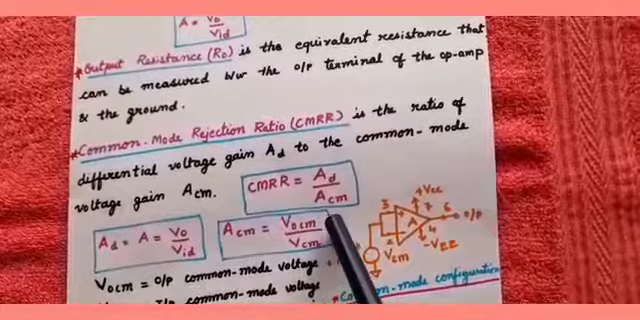 A = Vo/Vid
*Output Resistance (Ro) is the equivalent resistance that
can be measured b/w the o/p terminal of the op-amp
& the ground.
*Common-Mode Rejection Ratio (CMRR) is the ratio of
differential voltage gain Ad to the common-mode
voltage gain Acm.
CMRR = Ad/Acm
Ad = A = Vo/Vid
Acm = Vocm/Vcm
3
+Vcc
7
A
6
o/p
2
4
-VEE
Vcm
Vocm = o/p common-mode voltage
common-mode voltage
*Co n-mode configuration